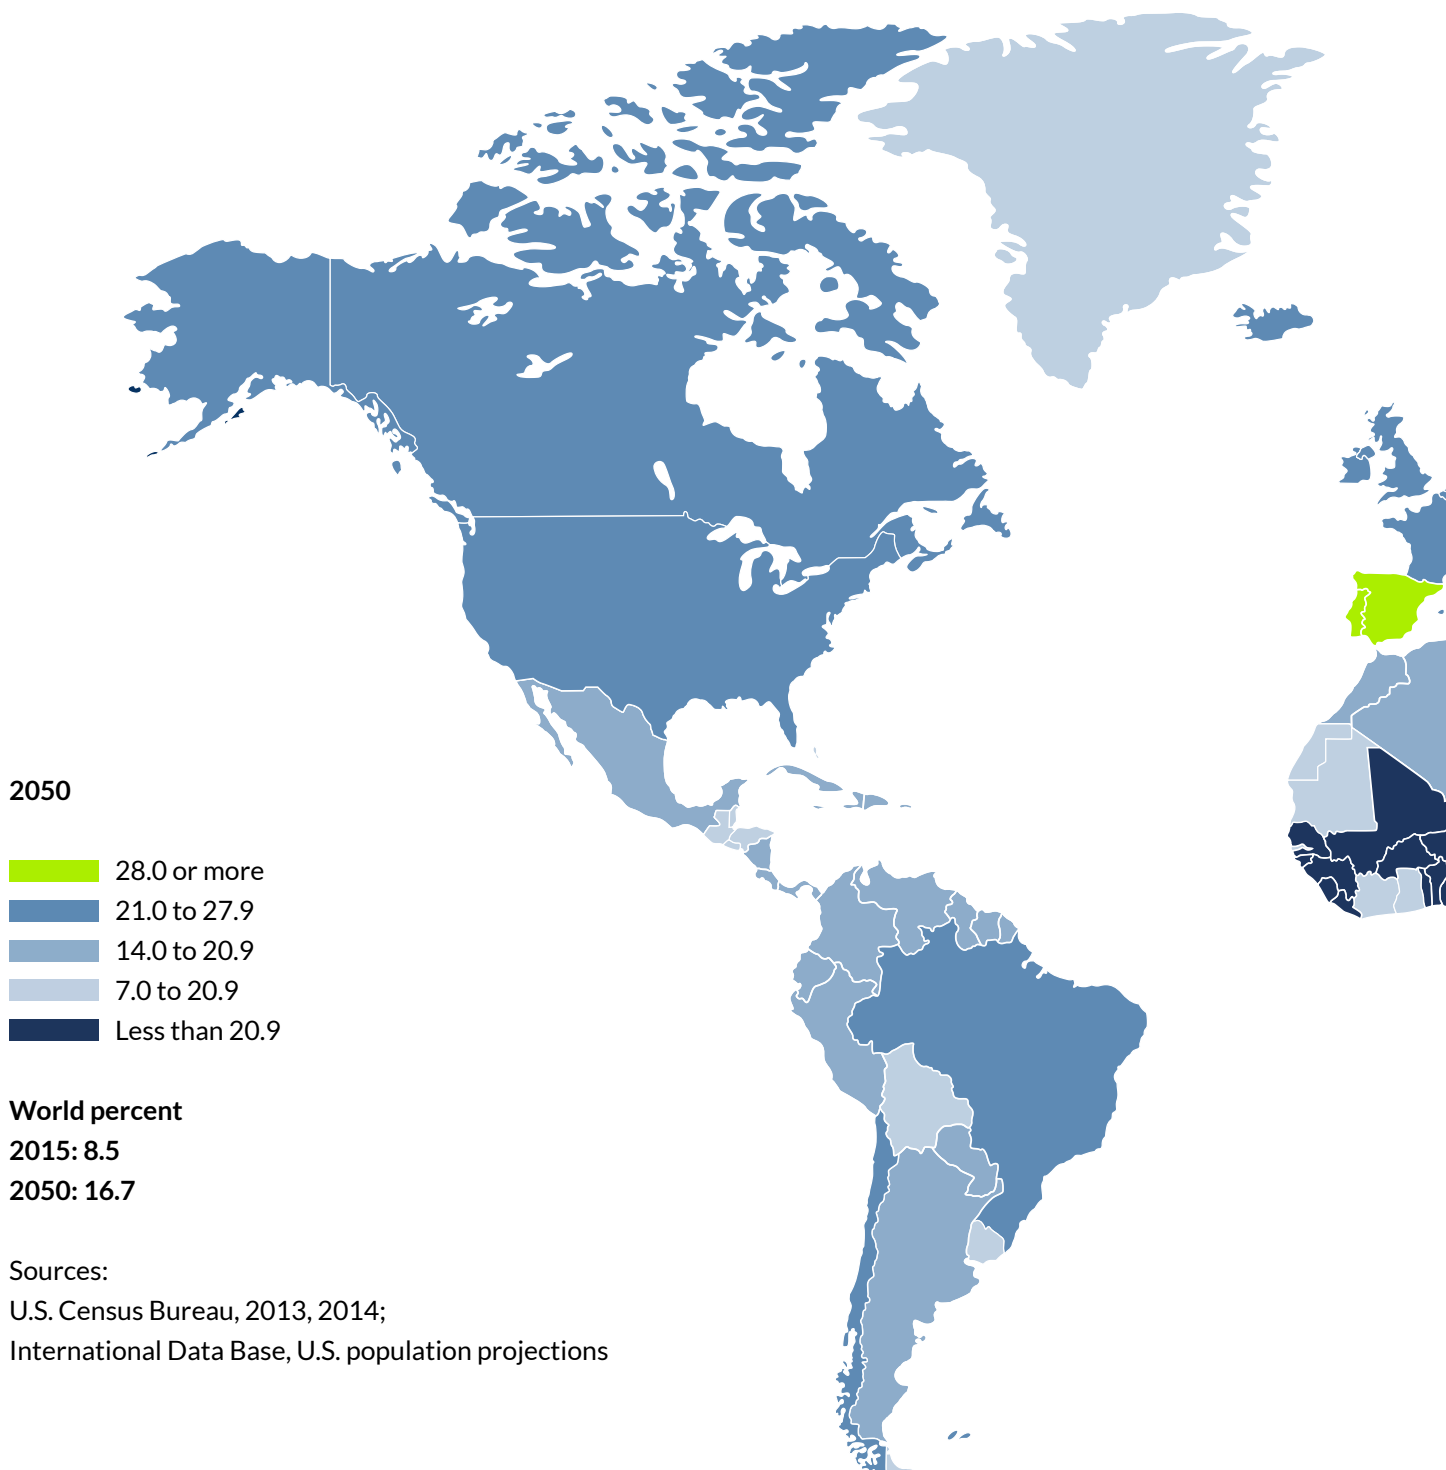 2050
28.0 or more
21.0 to 27.9
14.0 to 20.9
7.0 to 20.9
Less than 20.9
World percent
2015: 8.5
2050: 16.7
Sources:
U.S. Census Bureau, 2013, 2014;
International Data Base, U.S. population projections